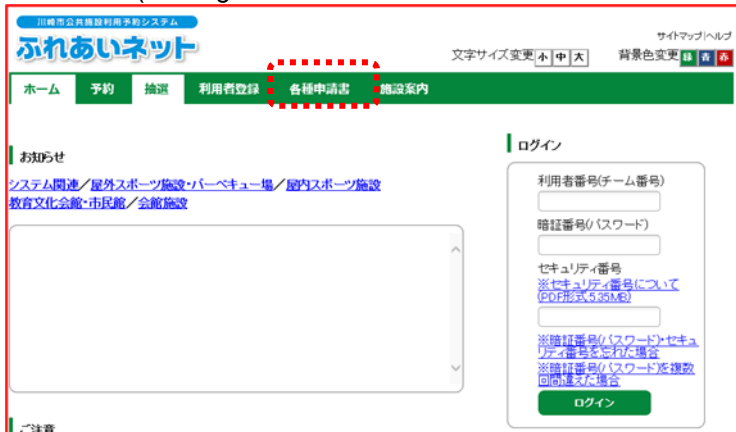 川崎市公共施設利用予約システム
ふれあいネット
サイトマップ|ヘルプ
文字サイズ変更 小 中 大 背景色変更 緑 青 赤
ホーム 予約 抽選 利用者登録 各種申請書 施設案内
お知らせ
システム関連／屋外スポーツ施設・バーベキュー場／屋内スポーツ施設
教育文化会館・市民館／会館施設
ログイン
利用者番号(チーム番号)
暗証番号(パスワード)
セキュリティ番号
※セキュリティ番号について
(PDF形式5.35MB)
※暗証番号(パスワード)・セキュ
リティ番号を忘れた場合
※暗証番号(パスワード)を複数
回間違えた場合
ログイン
ご注意